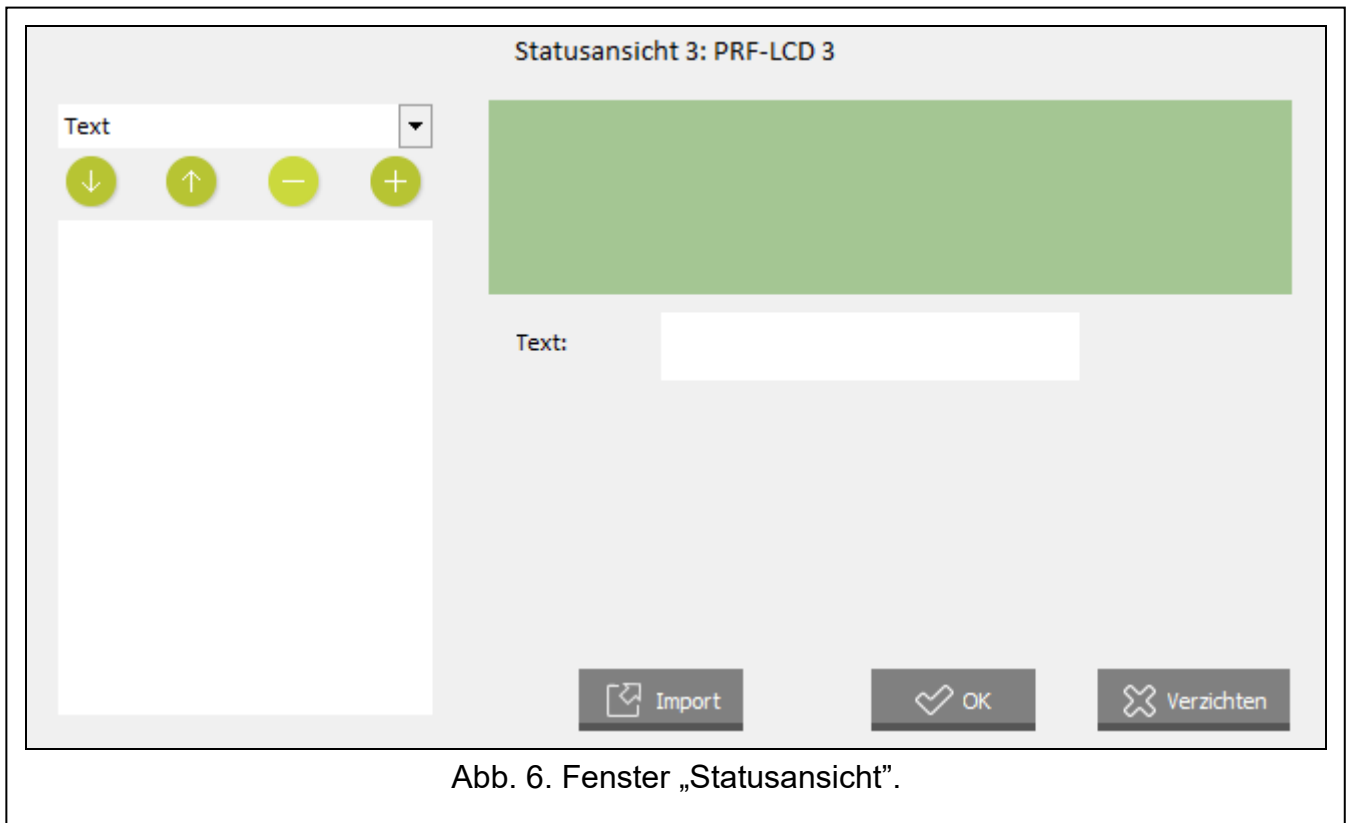 Statusansicht 3: PRF-LCD 3
Text
Text:
Import
OK
Verzichten
Abb. 6. Fenster „Statusansicht”.